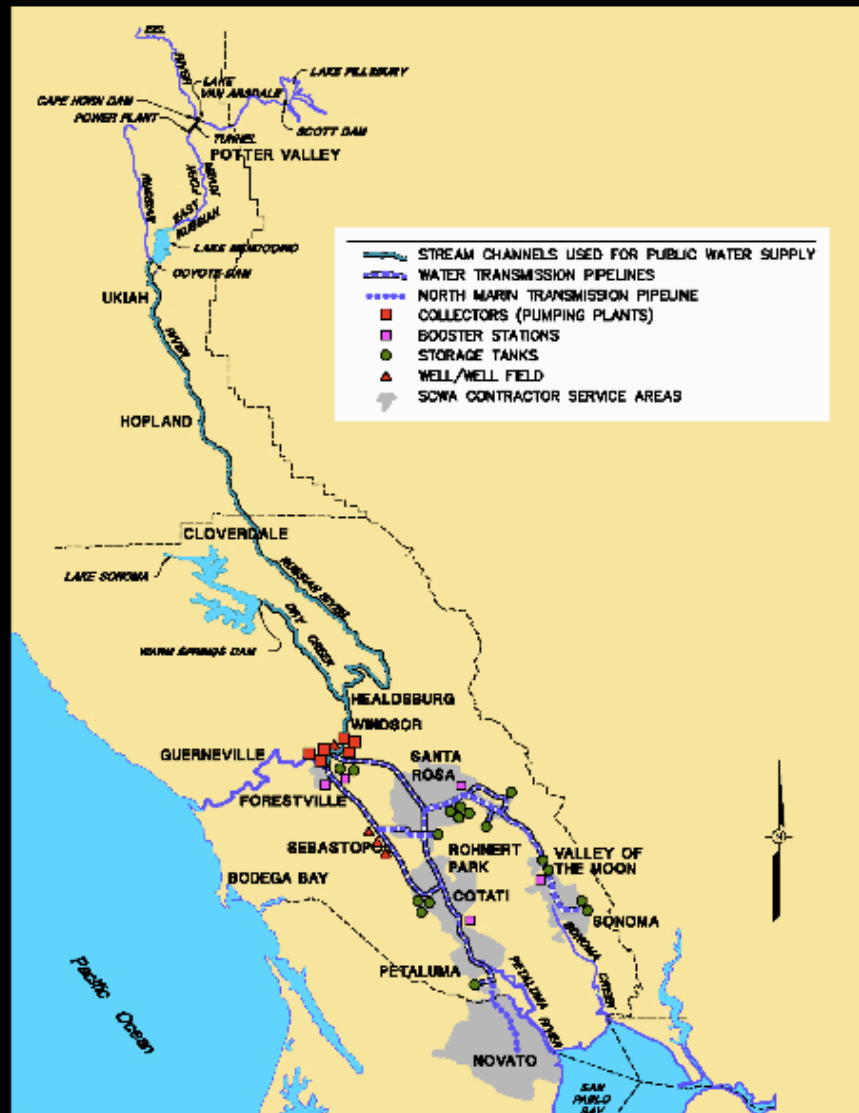 EEL
RIVER
LAKE PILLSBURY
LAKE
VAN ARSDALE
CAPE HORN DAM
POWER PLANT
SCOTT DAM
TUNNEL
POTTER VALLEY
RUSSIAN
EAST FORK
RUSSIAN
RIVER
LAKE MENDOCINO
COYOTE DAM
UKIAH
RIVER
HOPLAND
STREAM CHANNELS USED FOR PUBLIC WATER SUPPLY
WATER TRANSMISSION PIPELINES
NORTH MARIN TRANSMISSION PIPELINE
COLLECTORS (PUMPING PLANTS)
BOOSTER STATIONS
STORAGE TANKS
WELL/WELL FIELD
SCWA CONTRACTOR SERVICE AREAS
CLOVERDALE
LAKE SONOMA
RUSSIAN RIVER
DRY CREEK
WARM SPRINGS DAM
HEALDSBURG
WINDSOR
GUERNEVILLE
SANTA
ROSA
FORESTVILLE
SEBASTOPOL
ROHNERT
PARK
VALLEY OF
THE MOON
BODEGA BAY
COTATI
SONOMA
SONOMA CREEK
PETALUMA
PETALUMA
RIVER
NOVATO
Pacific Ocean
SAN
PABLO
BAY